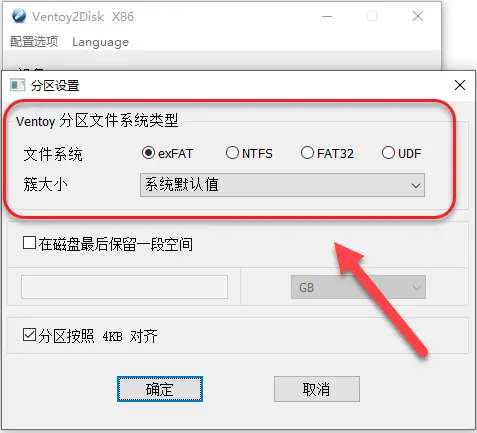 Ventoy2Disk X86
配置选项 Language
分区设置
Ventoy 分区文件系统类型
文件系统 exFAT NTFS FAT32 UDF
簇大小 系统默认值
在磁盘最后保留一段空间
GB
分区按照 4KB 对齐
确定 取消